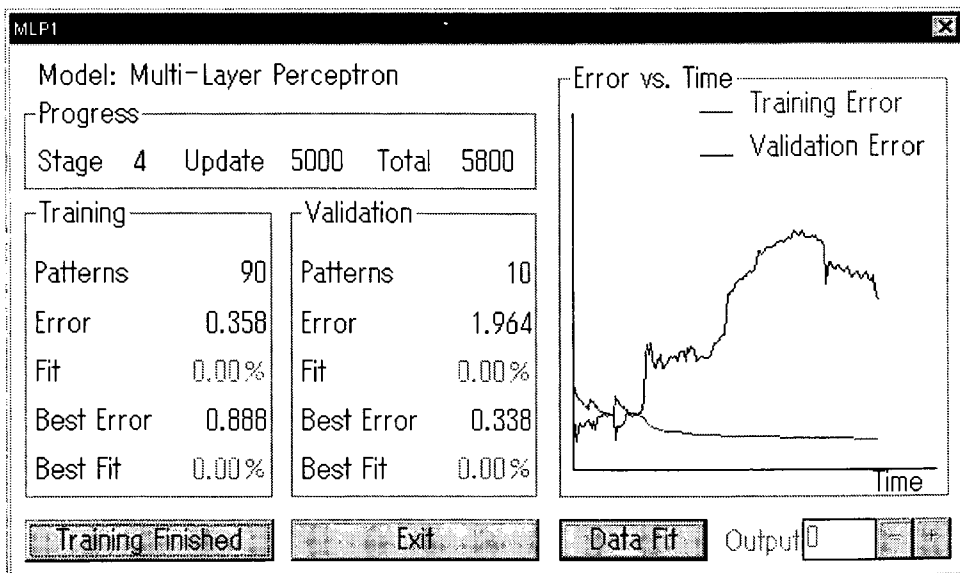 MLP1
Model: Multi-Layer Perceptron
Progress
Stage 4 Update 5000 Total 5800
Training
Patterns 90
Error 0.358
Fit 0.00%
Best Error 0.888
Best Fit 0.00%
Validation
Patterns 10
Error 1.964
Fit 0.00%
Best Error 0.338
Best Fit 0.00%
Error vs. Time
Training Error
Validation Error
Time
Training Finished
Exit
Data Fit
Output 0
- +